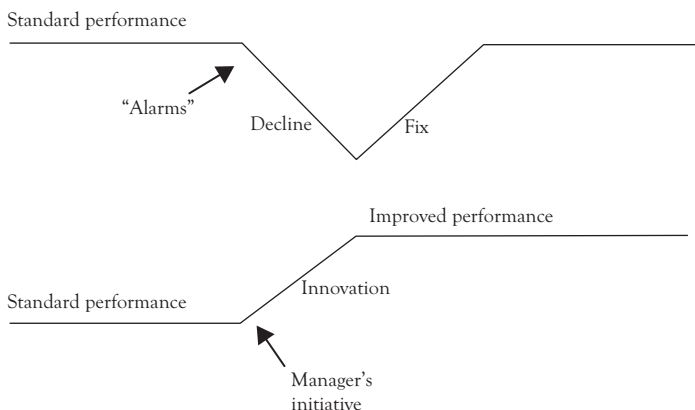 Standard performance
“Alarms”
Decline
Fix
Improved performance
Innovation
Standard performance
Manager’s
initiative